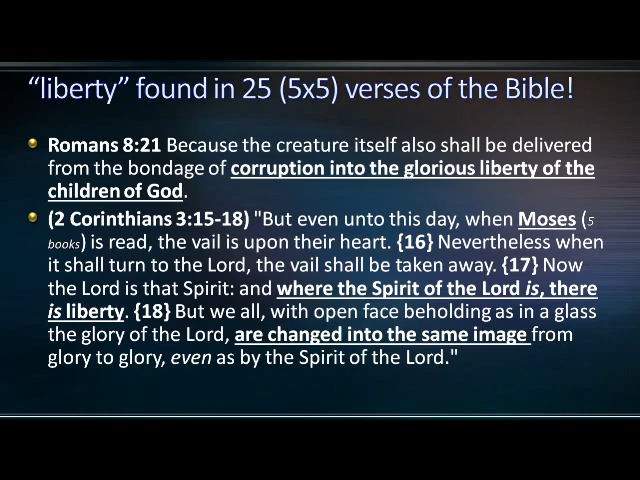 “liberty” found in 25 (5x5) verses of the Bible!
Romans 8:21 Because the creature itself also shall be delivered
from the bondage of corruption into the glorious liberty of the
children of God.
(2 Corinthians 3:15-18) "But even unto this day, when Moses (5
books) is read, the vail is upon their heart. {16} Nevertheless when
it shall turn to the Lord, the vail shall be taken away. {17} Now
the Lord is that Spirit: and where the Spirit of the Lord is, there
is liberty. {18} But we all, with open face beholding as in a glass
the glory of the Lord, are changed into the same image from
glory to glory, even as by the Spirit of the Lord."